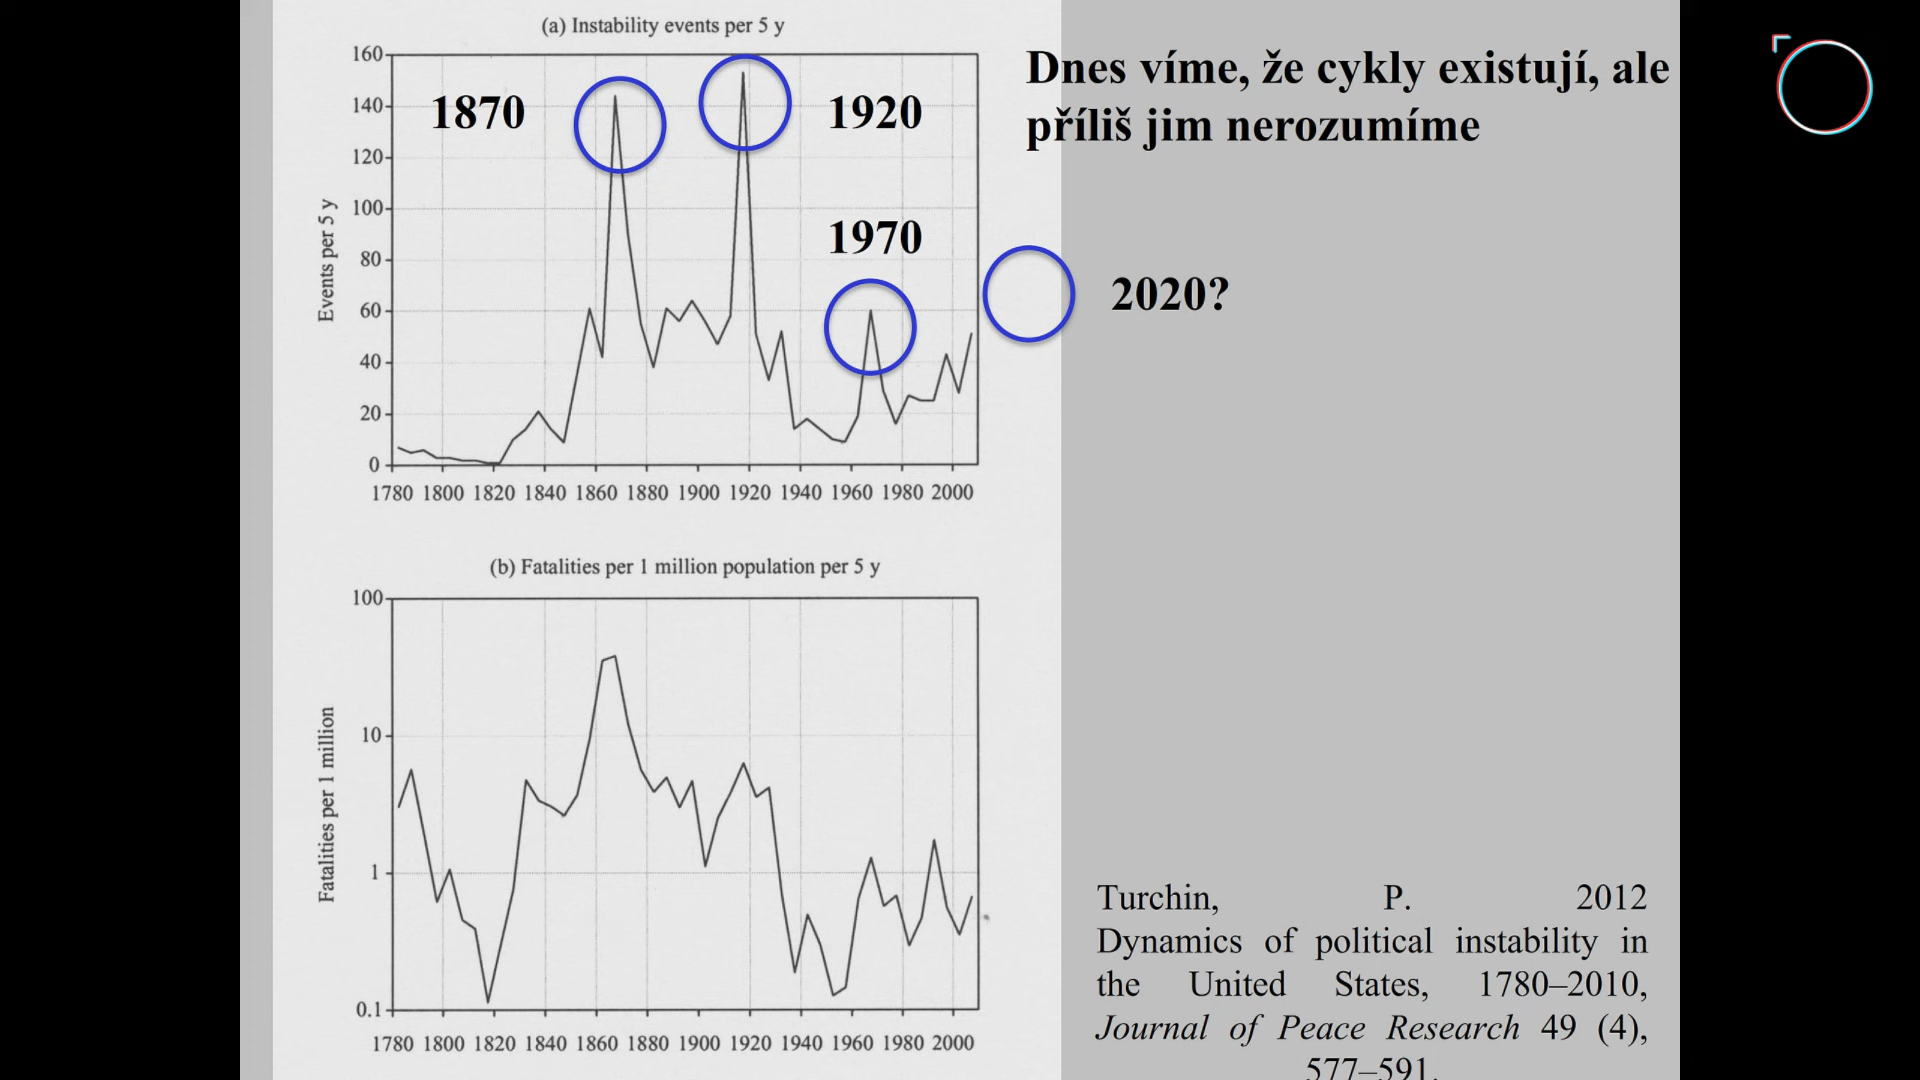 (a) Instability events per 5 y
160
140
120
100
80
60
40
20
0
Events per 5 y
1780 1800 1820 1840 1860 1880 1900 1920 1940 1960 1980 2000
1870
1920
1970
2020?
Dnes víme, že cykly existují, ale
příliš jim nerozumíme
(b) Fatalities per 1 million population per 5 y
100
10
1
0.1
Fatalities per 1 million
1780 1800 1820 1840 1860 1880 1900 1920 1940 1960 1980 2000
Turchin, P. 2012
Dynamics of political instability in
the United States, 1780–2010,
Journal of Peace Research 49 (4),
577–591.